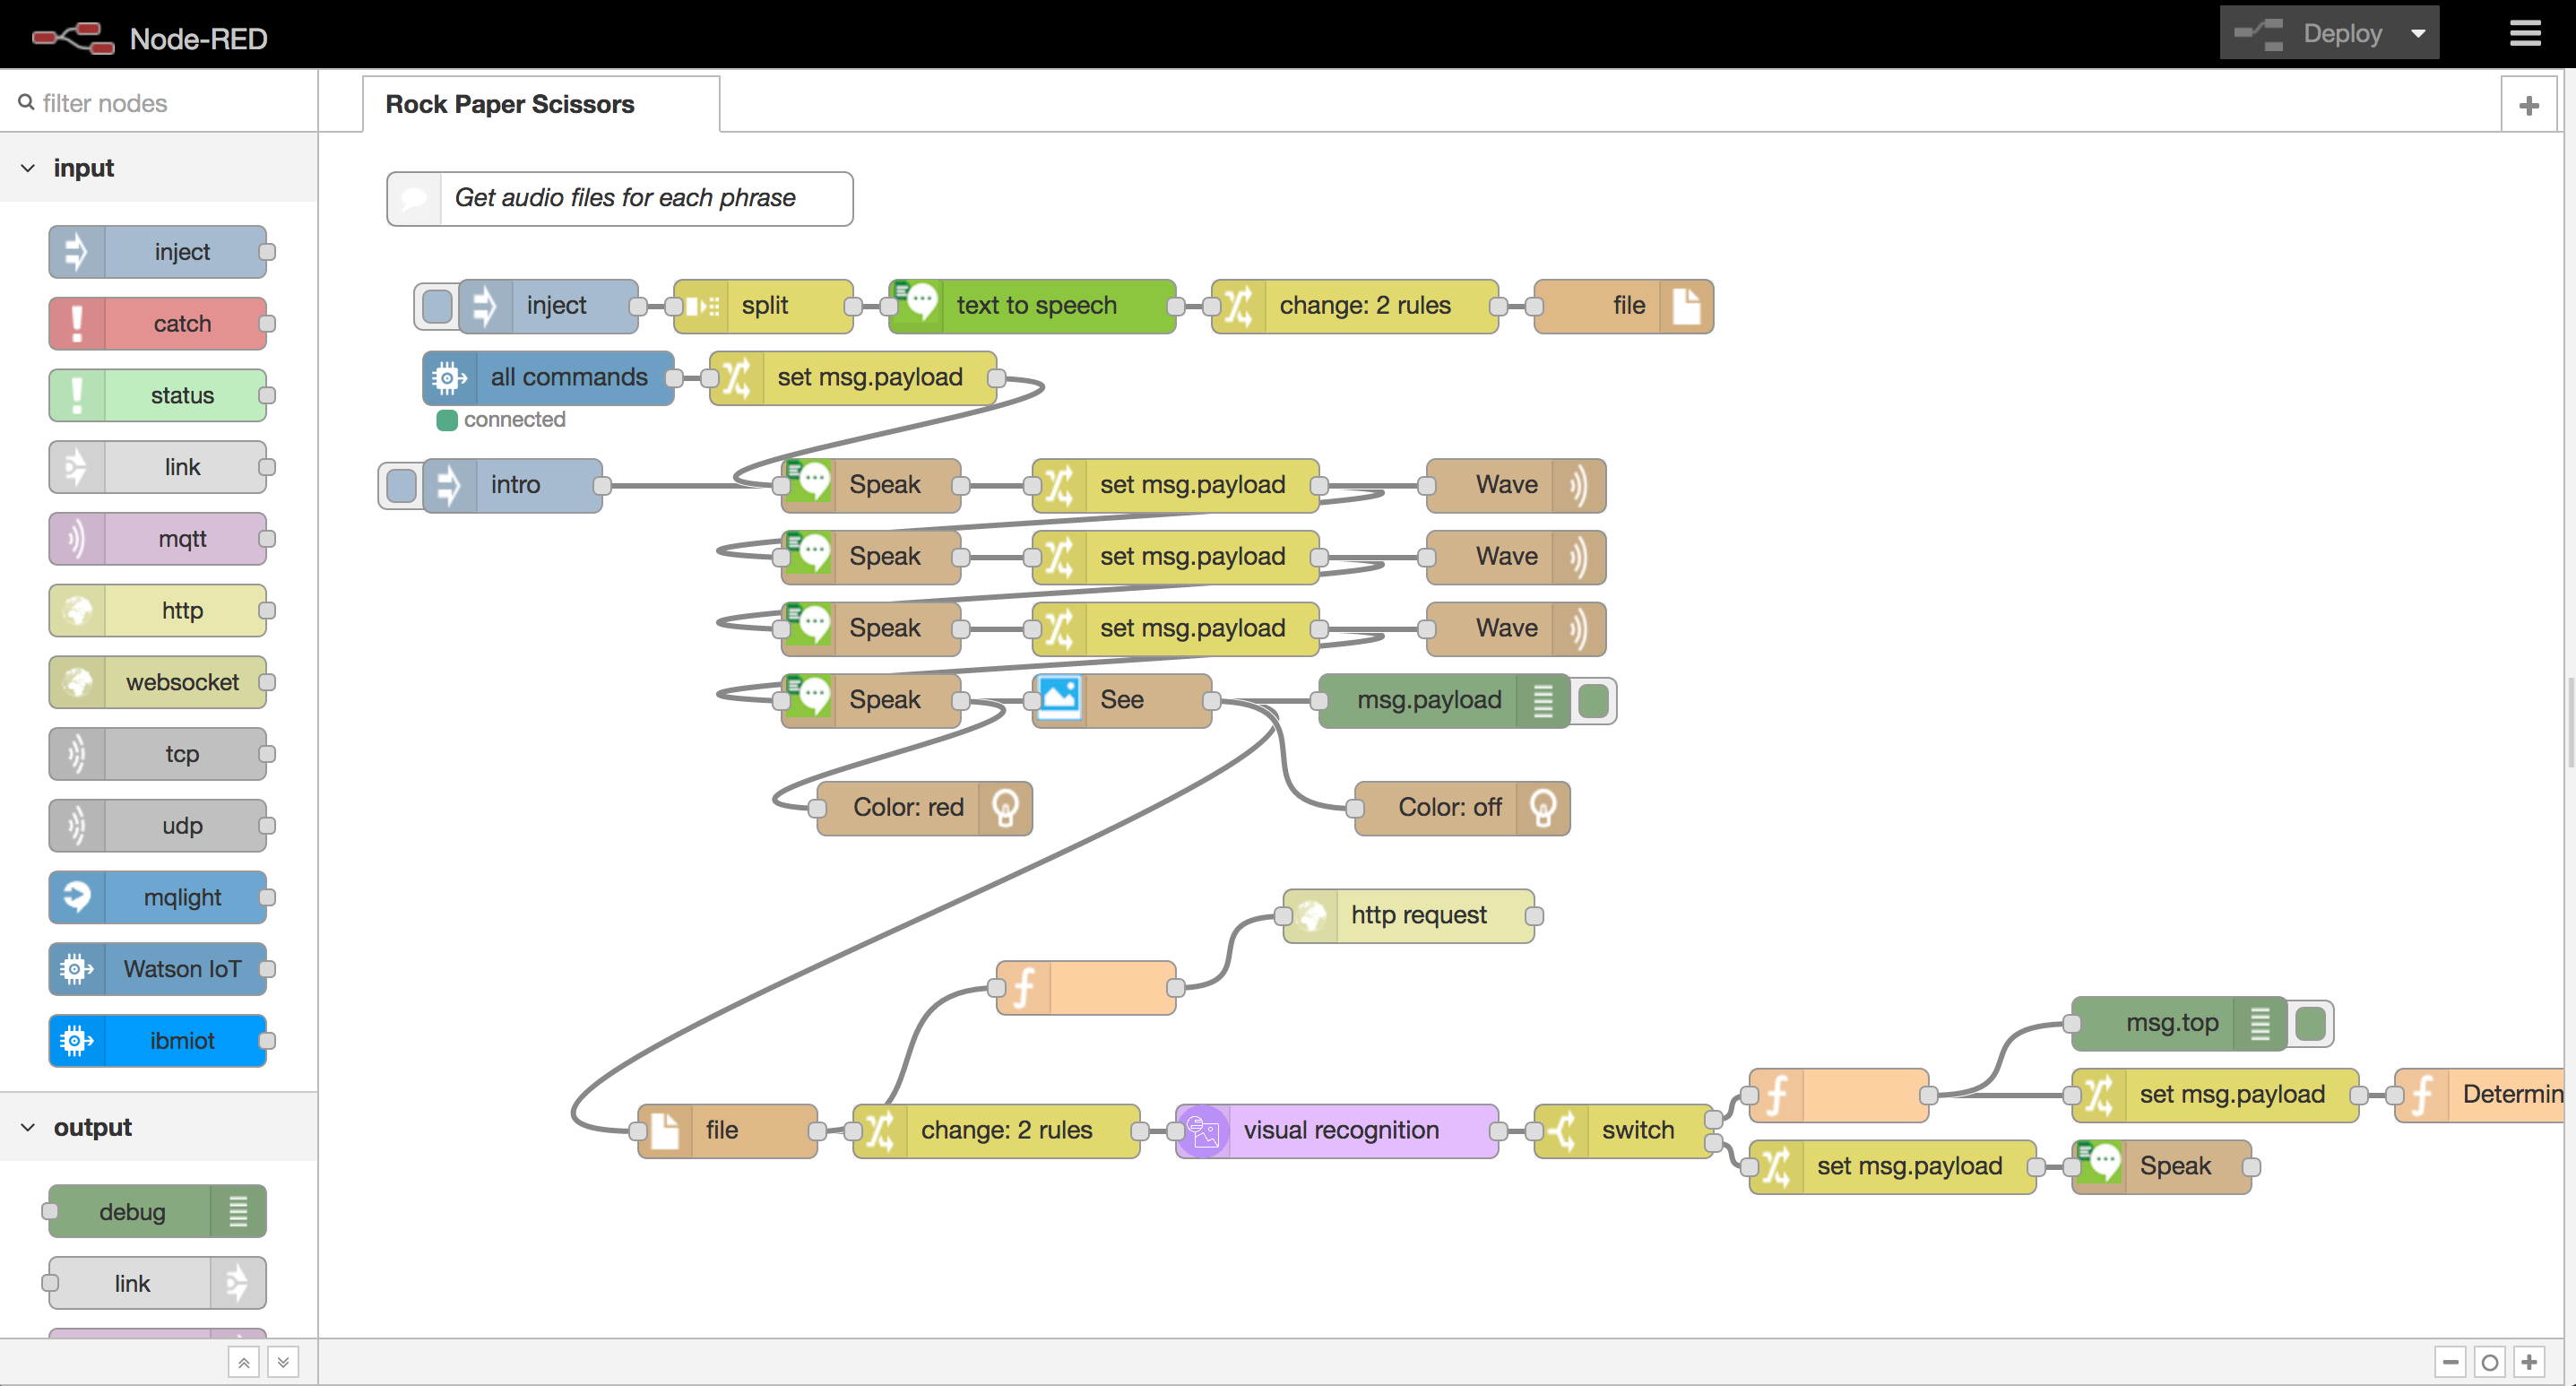 Node-RED
Deploy
filter nodes
Rock Paper Scissors
input
inject
catch
status
link
mqtt
http
websocket
tcp
udp
mqlight
Watson IoT
ibmiot
output
debug
link
Get audio files for each phrase
inject
split
text to speech
change: 2 rules
file
all commands
set msg.payload
connected
intro
Speak
set msg.payload
Wave
Speak
set msg.payload
Wave
Speak
set msg.payload
Wave
Speak
See
msg.payload
Color: red
Color: off
http request
msg.top
set msg.payload
Determin
file
change: 2 rules
visual recognition
switch
set msg.payload
Speak